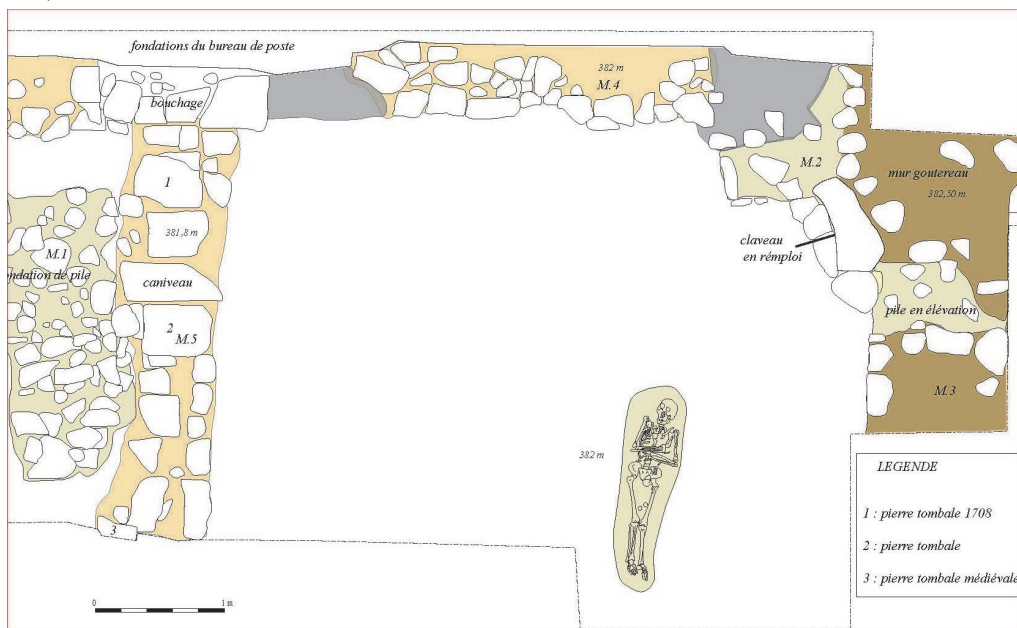 fondations du bureau de poste
382 m
M.4
bouchage
M.2
1
mur goutereau
382,50 m
381,8 m
claveau
en rémploi
M.1
ondation de pile
caniveau
pile en élévation
2
M.5
M.3
382 m
LEGENDE
1 : pierre tombale 1708
2 : pierre tombale
3 : pierre tombale médiévale
3
0
1 m